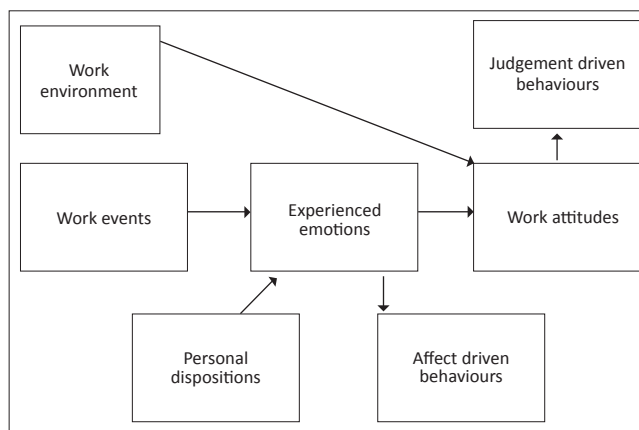 Work
environment
Judgement driven
behaviours
Work events
Experienced
emotions
Work attitudes
Personal
dispositions
Affect driven
behaviours